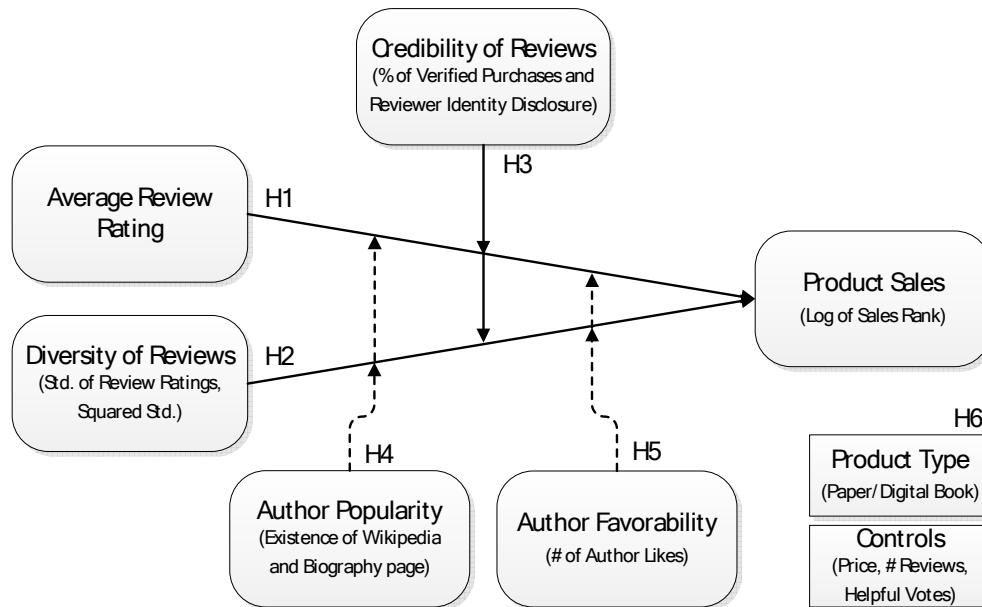 Credibility of Reviews
(% of Verified Purchases and
Reviewer Identity Disclosure)
H3
Average Review
Rating
H1
Product Sales
(Log of Sales Rank)
Diversity of Reviews
(Std. of Review Ratings,
Squared Std.)
H2
H4
Author Popularity
(Existence of Wikipedia
and Biography page)
H5
Author Favorability
(# of Author Likes)
H6
Product Type
(Paper/Digital Book)
Controls
(Price, # Reviews,
Helpful Votes)